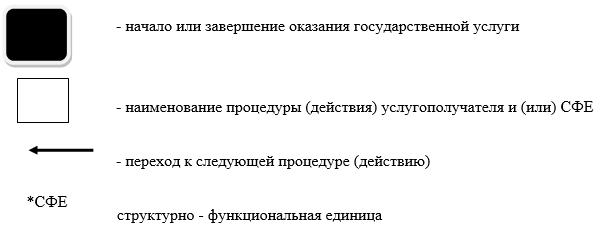 - начало или завершение оказания государственной услуги
- наименование процедуры (действия) услугополучателя и (или) СФЕ
- переход к следующей процедуре (действию)
*СФЕ
структурно - функциональная единица